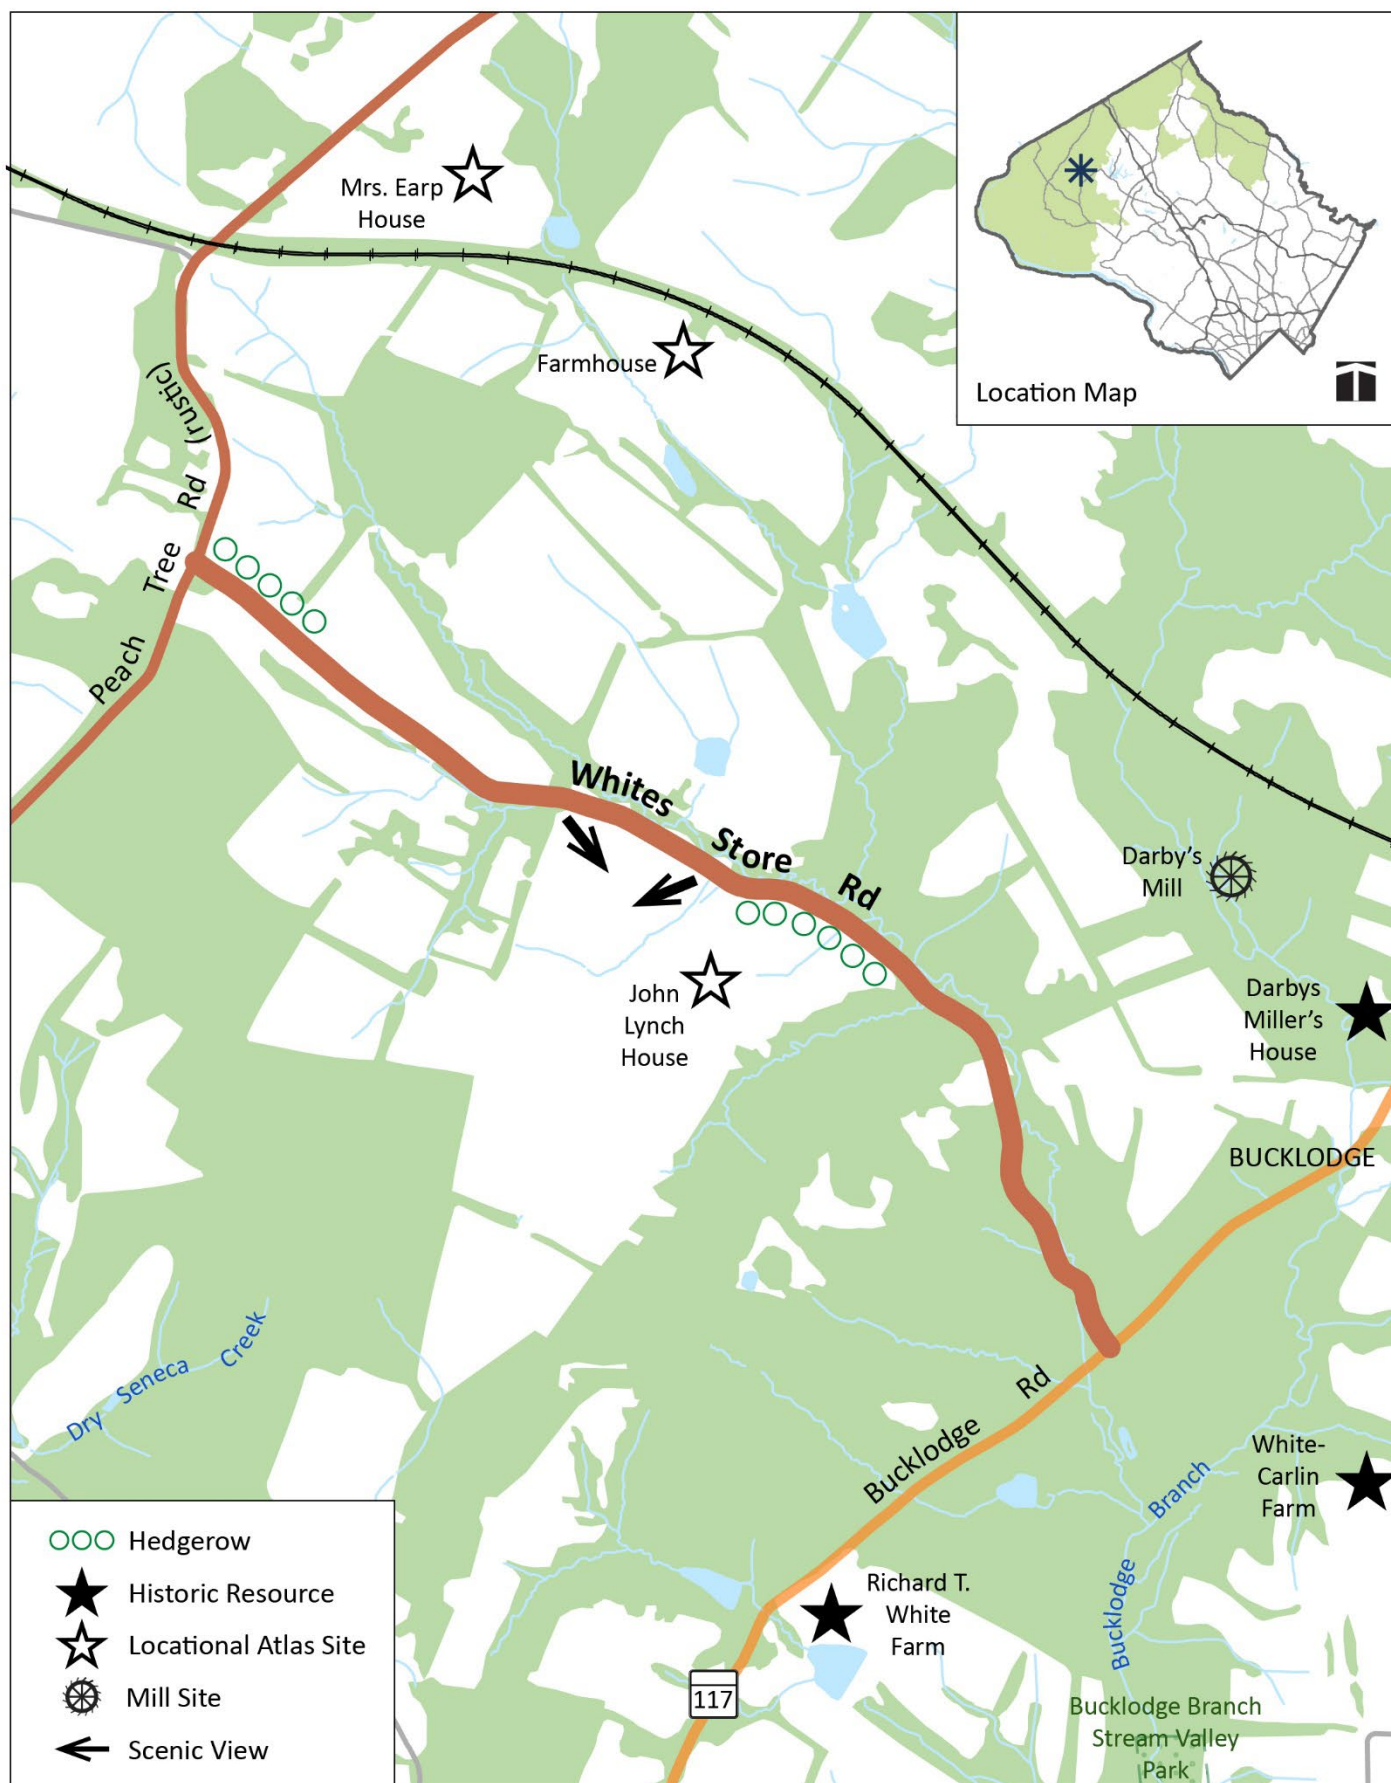 Mrs. Earp
House
Location Map
Farmhouse
Peach Tree Rd (rustic)
Whites Store Rd
Darby's
Mill
John
Lynch
House
Darbys
Miller's
House
BUCKLODGE
Dry Seneca Creek
Bucklodge Rd
White-
Carlin
Farm
Bucklodge Branch
Richard T.
White
Farm
117
Bucklodge Branch
Stream Valley
Park
Hedgerow
Historic Resource
Locational Atlas Site
Mill Site
Scenic View